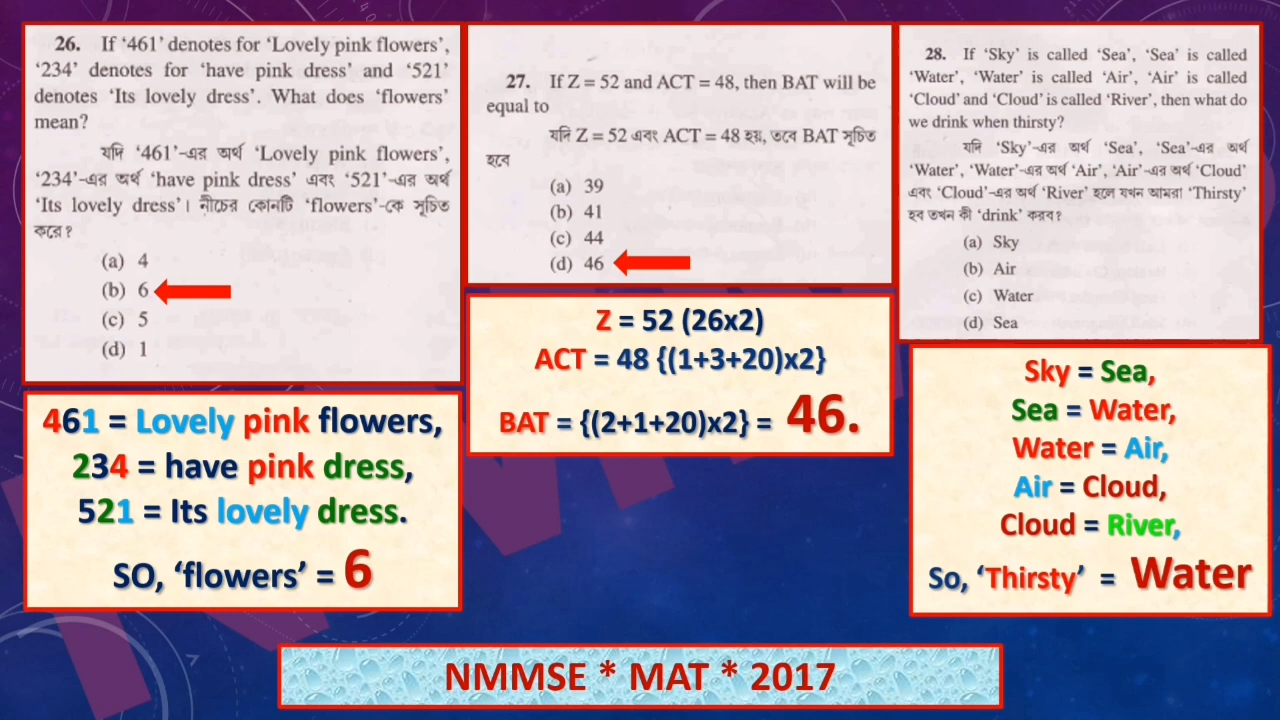 26. If ‘461’ denotes for ‘Lovely pink flowers’,
‘234’ denotes for ‘have pink dress’ and ‘521’
denotes ‘Its lovely dress’. What does ‘flowers’
mean?
যদি ‘461’-এর অর্থ ‘Lovely pink flowers’,
‘234’-এর অর্থ ‘have pink dress’ এবং ‘521’-এর অর্থ
‘Its lovely dress’। নীচের কোনটি ‘flowers’-কে সূচিত
করে?
(a) 4
(b) 6
(c) 5
(d) 1
461 = Lovely pink flowers,
234 = have pink dress,
521 = Its lovely dress.
SO, ‘flowers’ = 6
27. If Z = 52 and ACT = 48, then BAT will be
equal to
যদি Z = 52 এবং ACT = 48 হয়, তবে BAT সূচিত
হবে
(a) 39
(b) 41
(c) 44
(d) 46
Z = 52 (26x2)
ACT = 48 {(1+3+20)x2}
BAT = {(2+1+20)x2} = 46.
28. If ‘Sky’ is called ‘Sea’, ‘Sea’ is called
‘Water’, ‘Water’ is called ‘Air’, ‘Air’ is called
‘Cloud’ and ‘Cloud’ is called ‘River’, then what do
we drink when thirsty?
যদি ‘Sky’-এর অর্থ ‘Sea’, ‘Sea’-এর অর্থ
‘Water’, ‘Water’-এর অর্থ ‘Air’, ‘Air’-এর অর্থ ‘Cloud’
এবং ‘Cloud’-এর অর্থ ‘River’ হলে যখন আমরা ‘Thirsty’
হব তখন কী ‘drink’ করব?
(a) Sky
(b) Air
(c) Water
(d) Sea
Sky = Sea,
Sea = Water,
Water = Air,
Air = Cloud,
Cloud = River,
So, ‘Thirsty’ = Water
NMMSE * MAT * 2017